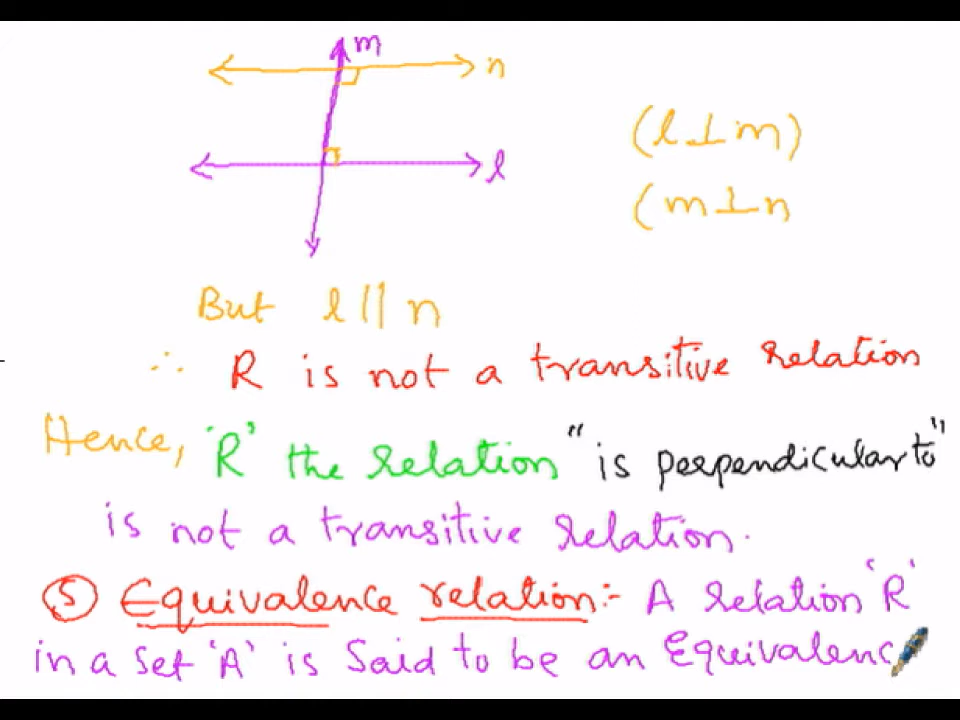 m
n
(l⊥m)
l
(m⊥n
But l || n
∴ R is not a transitive relation
Hence, 'R' the relation "is perpendicular to"
is not a transitive relation.
⑤ Equivalence relation:- A relation 'R'
in a set 'A' is said to be an Equivalenc